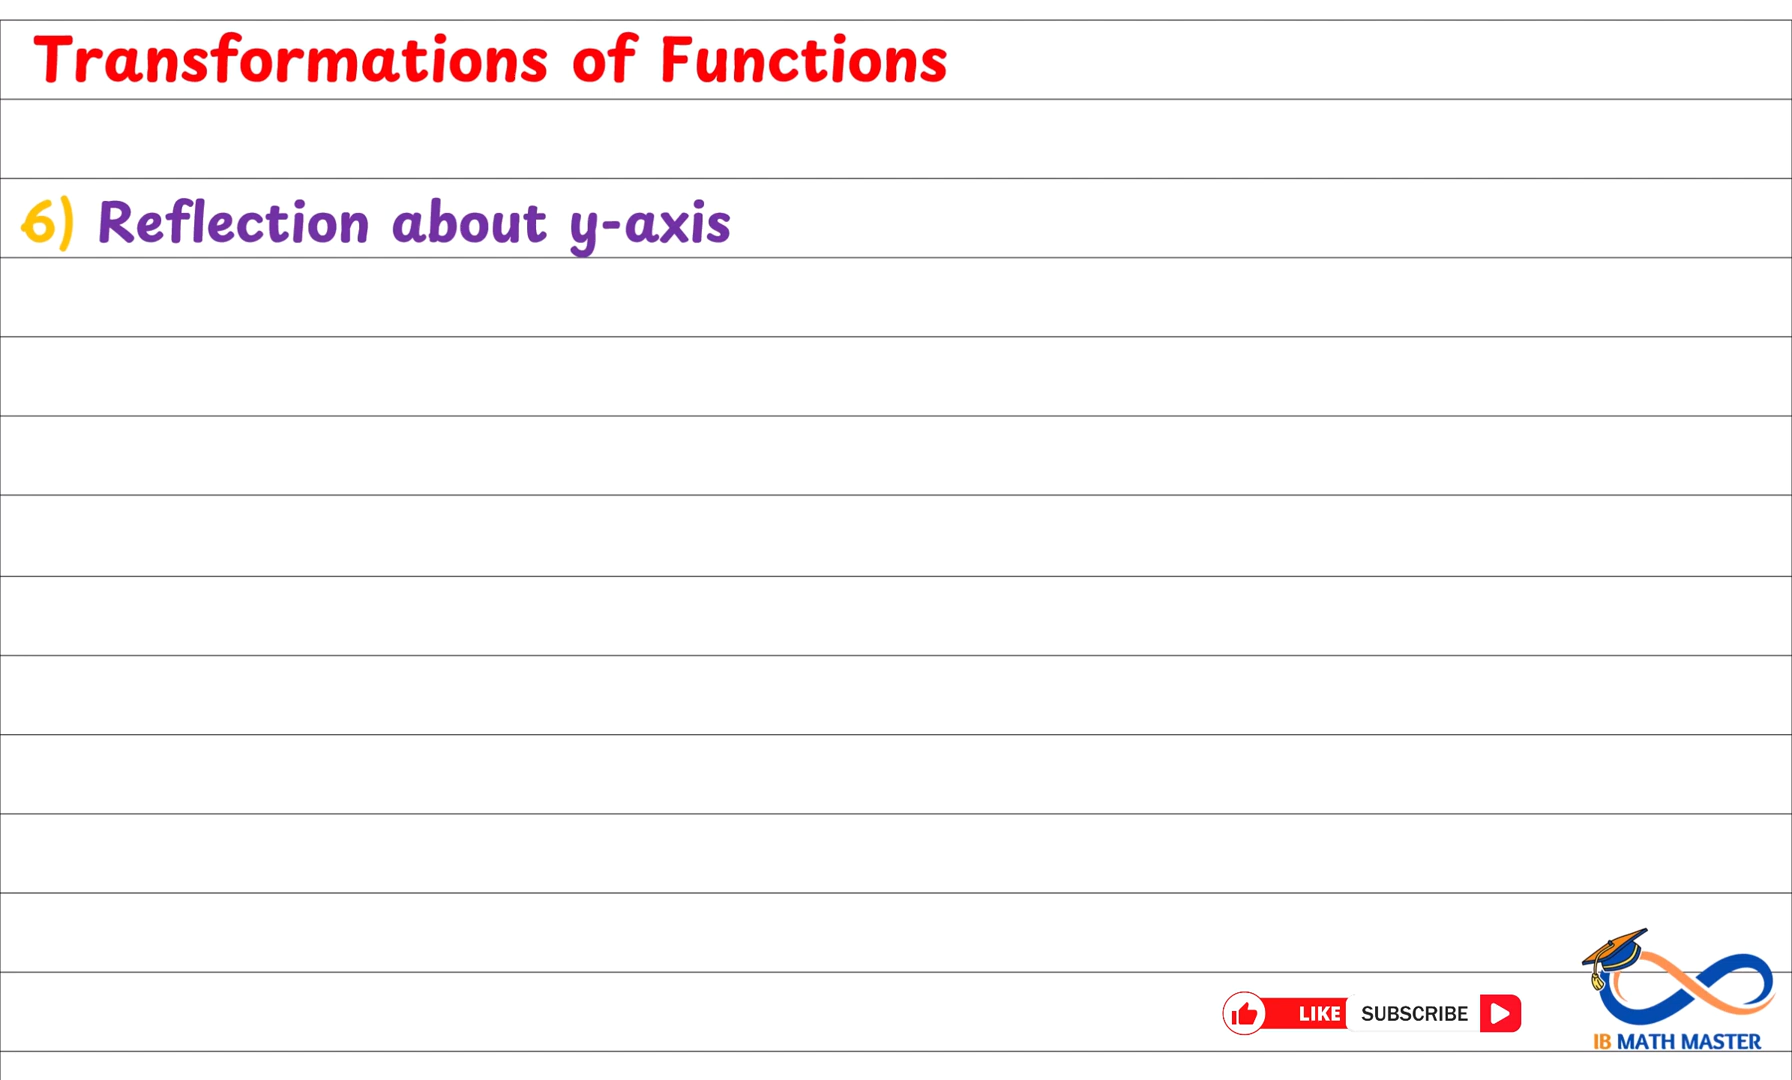 Transformations of Functions
6) Reflection about y-axis
LIKE SUBSCRIBE
IB MATH MASTER